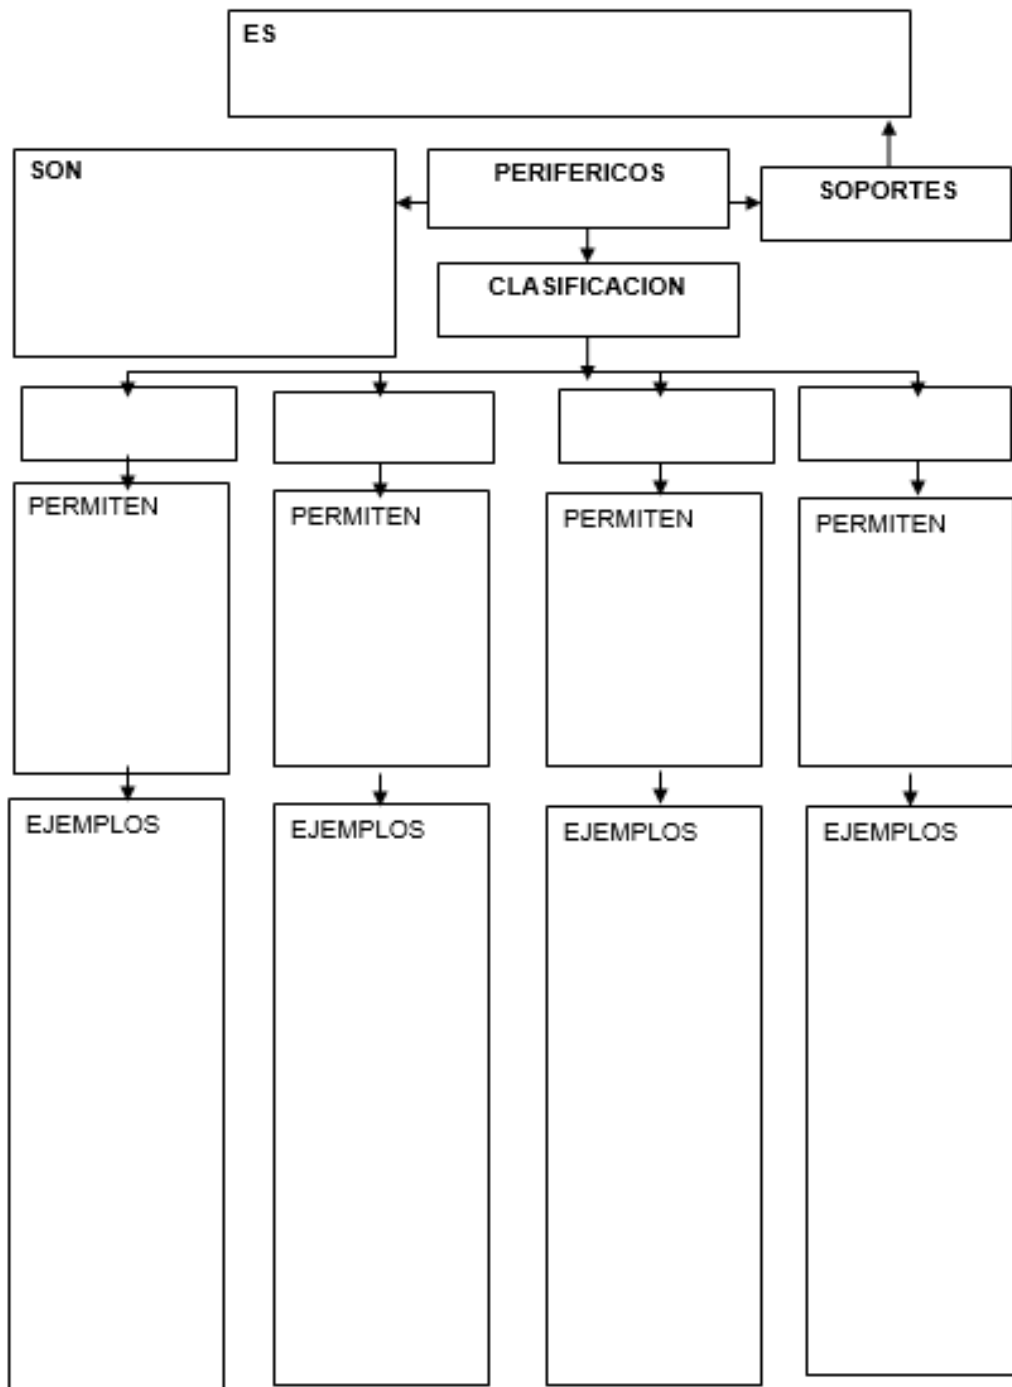 ES
SON
PERIFERICOS
SOPORTES
CLASIFICACION
PERMITEN
PERMITEN
PERMITEN
PERMITEN
EJEMPLOS
EJEMPLOS
EJEMPLOS
EJEMPLOS